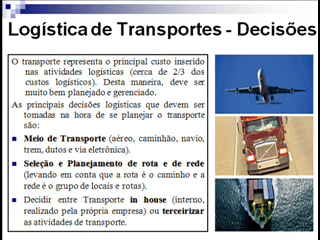 Logística de Transportes - Decisões
O transporte representa o principal custo inserido
nas atividades logísticas (cerca de 2/3 dos
custos logísticos). Desta maneira, deve ser
muito bem planejado e gerenciado.
As principais decisões logísticas que devem ser
tomadas na hora de se planejar o transporte
são:
Meio de Transporte (aéreo, caminhão, navio,
trem, dutos e via eletrônica).
Seleção e Planejamento de rota e de rede
(levando em conta que a rota é o caminho e a
rede é o grupo de locais e rotas).
Decidir entre Transporte in house (interno,
realizado pela própria empresa) ou terceirizar
as atividades de transporte.